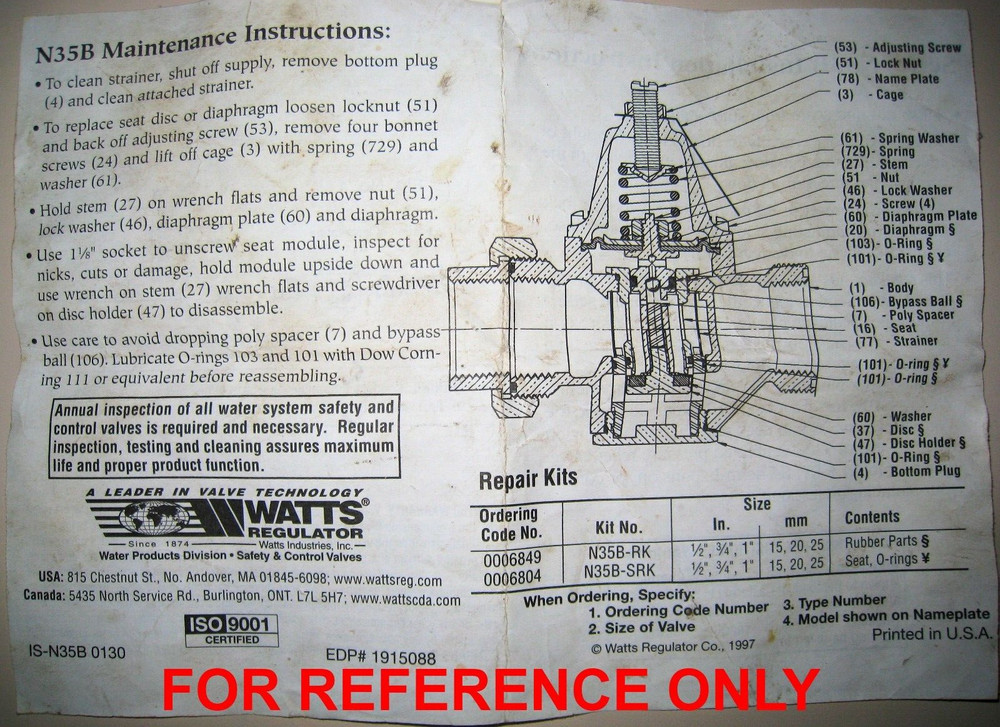 N35B Maintenance Instructions:
• To clean strainer, shut off supply, remove bottom plug
(4) and clean attached strainer.
• To replace seat disc or diaphragm loosen locknut (51)
and back off adjusting screw (53), remove four bonnet
screws (24) and lift off cage (3) with spring (729) and
washer (61).
• Hold stem (27) on wrench flats and remove nut (51),
lock washer (46), diaphragm plate (60) and diaphragm.
• Use 1⅛" socket to unscrew seat module, inspect for
nicks, cuts or damage, hold module upside down and
use wrench on stem (27) wrench flats and screwdriver
on disc holder (47) to disassemble.
• Use care to avoid dropping poly spacer (7) and bypass
ball (106). Lubricate O-rings 103 and 101 with Dow Corn-
ing 111 or equivalent before reassembling.
Annual inspection of all water system safety and
control valves is required and necessary. Regular
inspection, testing and cleaning assures maximum
life and proper product function.
A LEADER IN VALVE TECHNOLOGY
WATTS®
REGULATOR
Since 1874 Watts Industries, Inc.
Water Products Division • Safety & Control Valves
USA: 815 Chestnut St., No. Andover, MA 01845-6098; www.wattsreg.com
Canada: 5435 North Service Rd., Burlington, ONT. L7L 5H7; www.wattscda.com
ISO 9001
CERTIFIED
IS-N35B 0130
EDP# 1915088
(53) - Adjusting Screw
(51) - Lock Nut
(78) - Name Plate
(3) - Cage
(61) - Spring Washer
(729)- Spring
(27) - Stem
(51 - Nut
(46) - Lock Washer
(24) - Screw (4)
(60) - Diaphragm Plate
(20) - Diaphragm §
(103)- O-Ring §
(101)- O-Ring § ¥
(1) - Body
(106)- Bypass Ball §
(7) - Poly Spacer
(16) - Seat
(77) - Strainer
(101)- O-ring § ¥
(101)- O-ring §
(60) - Washer
(37) - Disc §
(47) - Disc Holder §
(101)- O-Ring §
(4) - Bottom Plug
Repair Kits
Ordering
Code No.
Kit No.
Size
In.
mm
Contents
0006849 N35B-RK ½", ¾", 1" 15, 20, 25 Rubber Parts §
0006804 N35B-SRK ½", ¾", 1" 15, 20, 25 Seat, O-rings ¥
When Ordering, Specify:
1. Ordering Code Number
2. Size of Valve
3. Type Number
4. Model shown on Nameplate
© Watts Regulator Co., 1997
Printed in U.S.A.
FOR REFERENCE ONLY